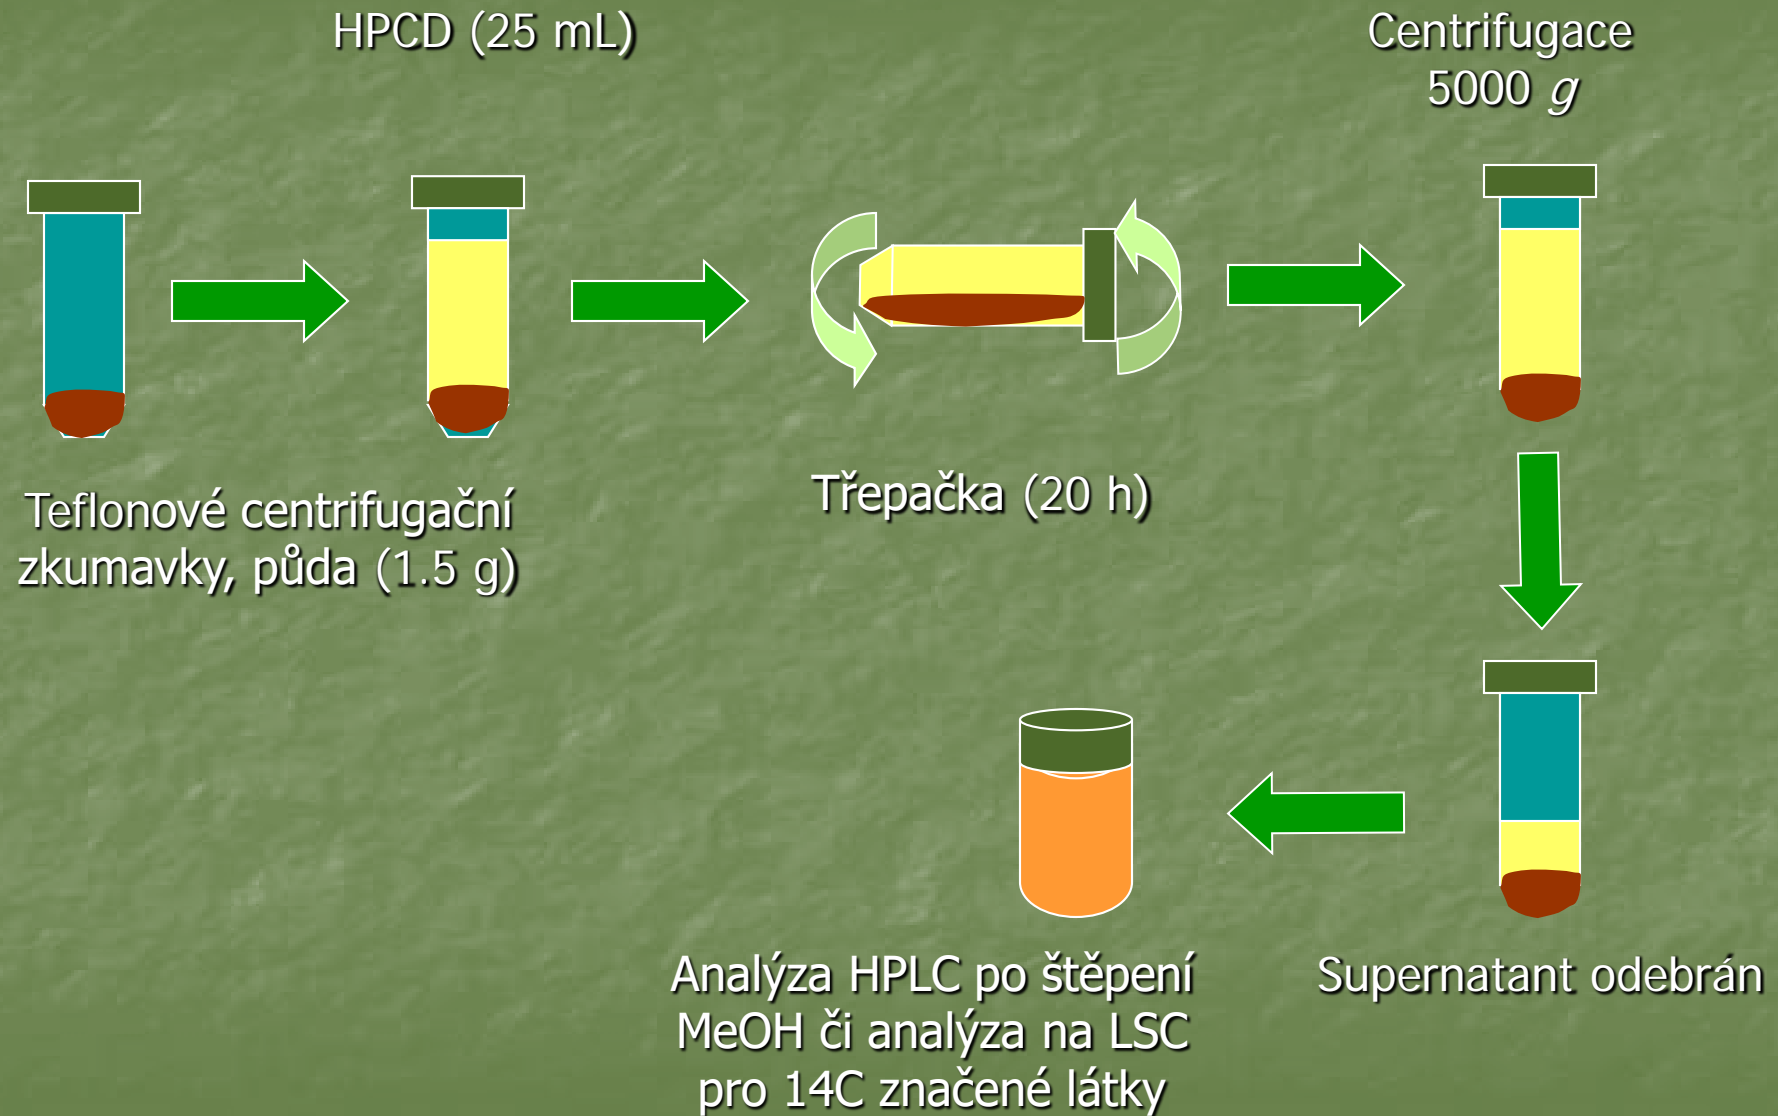 HPCD (25 mL)
Centrifugace
5000 g
Teflonové centrifugační
zkumavky, půda (1.5 g)
Třepačka (20 h)
Analýza HPLC po štěpení
MeOH či analýza na LSC
pro 14C značené látky
Supernatant odebrán